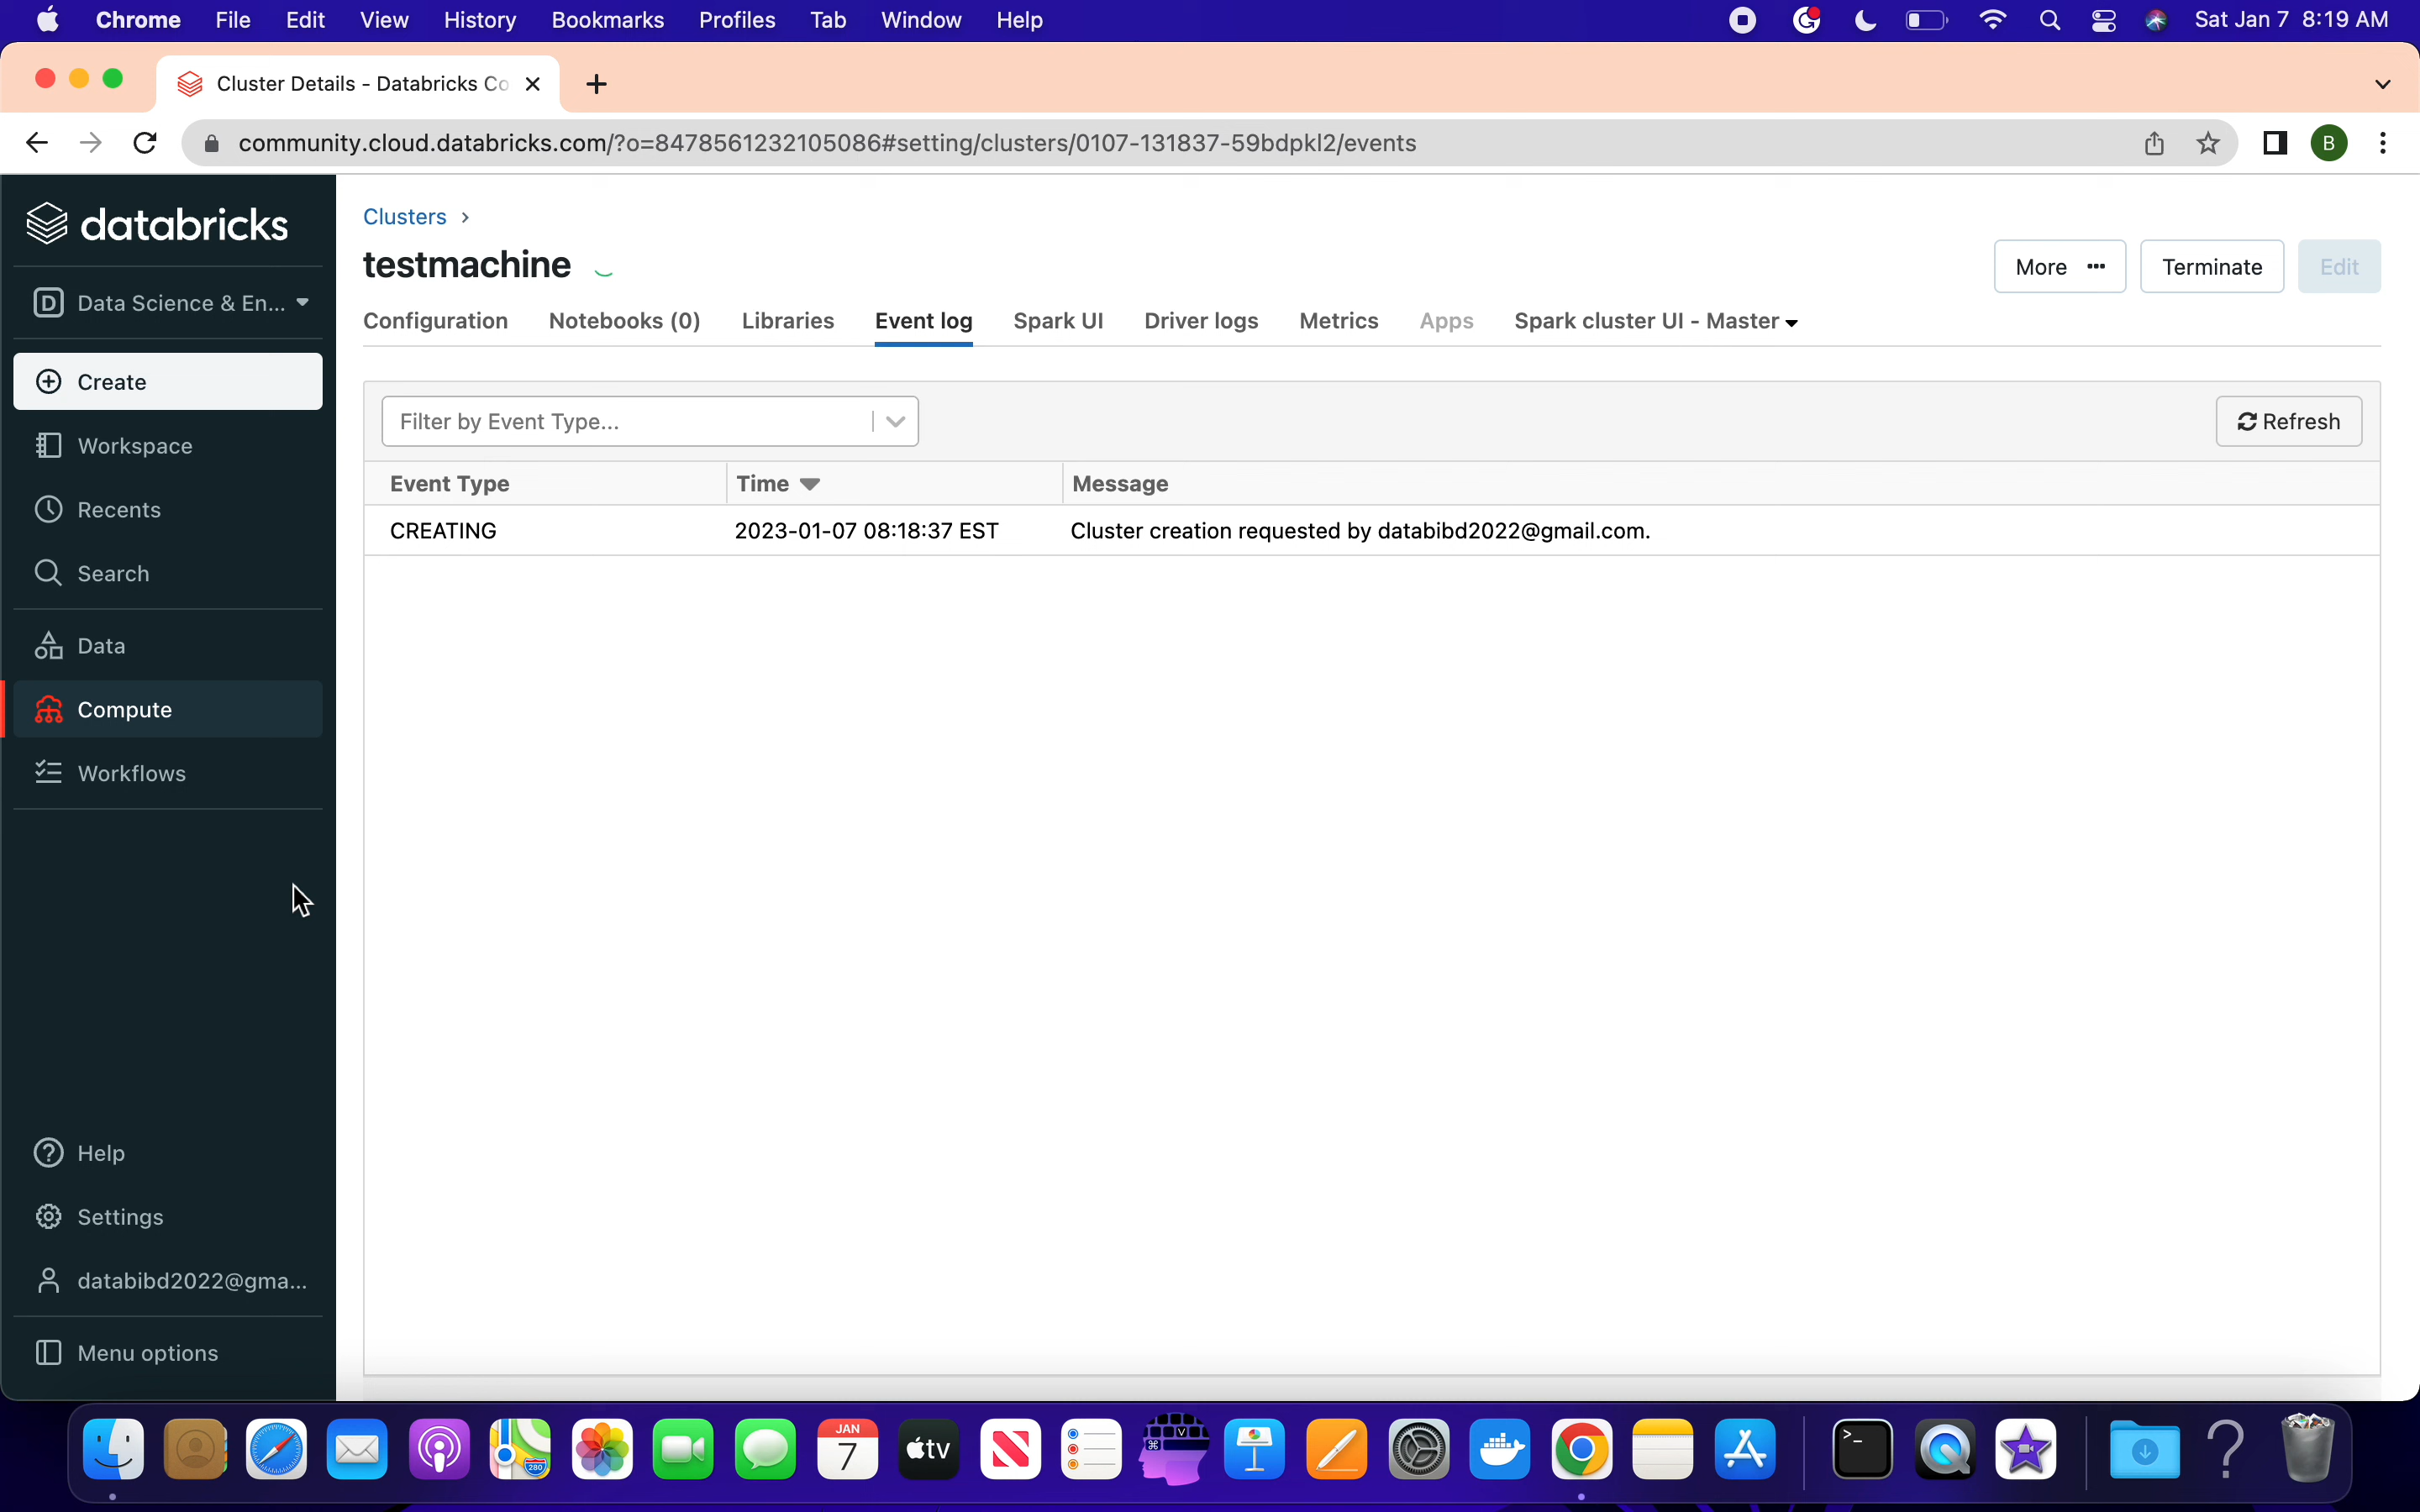 Chrome File Edit View History Bookmarks Profiles Tab Window Help Sat Jan 7 8:19 AM
Cluster Details - Databricks Co
community.cloud.databricks.com/?o=8478561232105086#setting/clusters/0107-131837-59bdpkl2/events B
databricks
Data Science & En...
Create
Workspace
Recents
Search
Data
Compute
Workflows
Help
Settings
databibd2022@gma...
Menu options
Clusters >
testmachine
More ··· Terminate Edit
Configuration Notebooks (0) Libraries Event log Spark UI Driver logs Metrics Apps Spark cluster UI - Master
Filter by Event Type... Refresh
Event Type Time Message
CREATING 2023-01-07 08:18:37 EST Cluster creation requested by databibd2022@gmail.com.
280
JAN
7
tv
⌘ V
>_